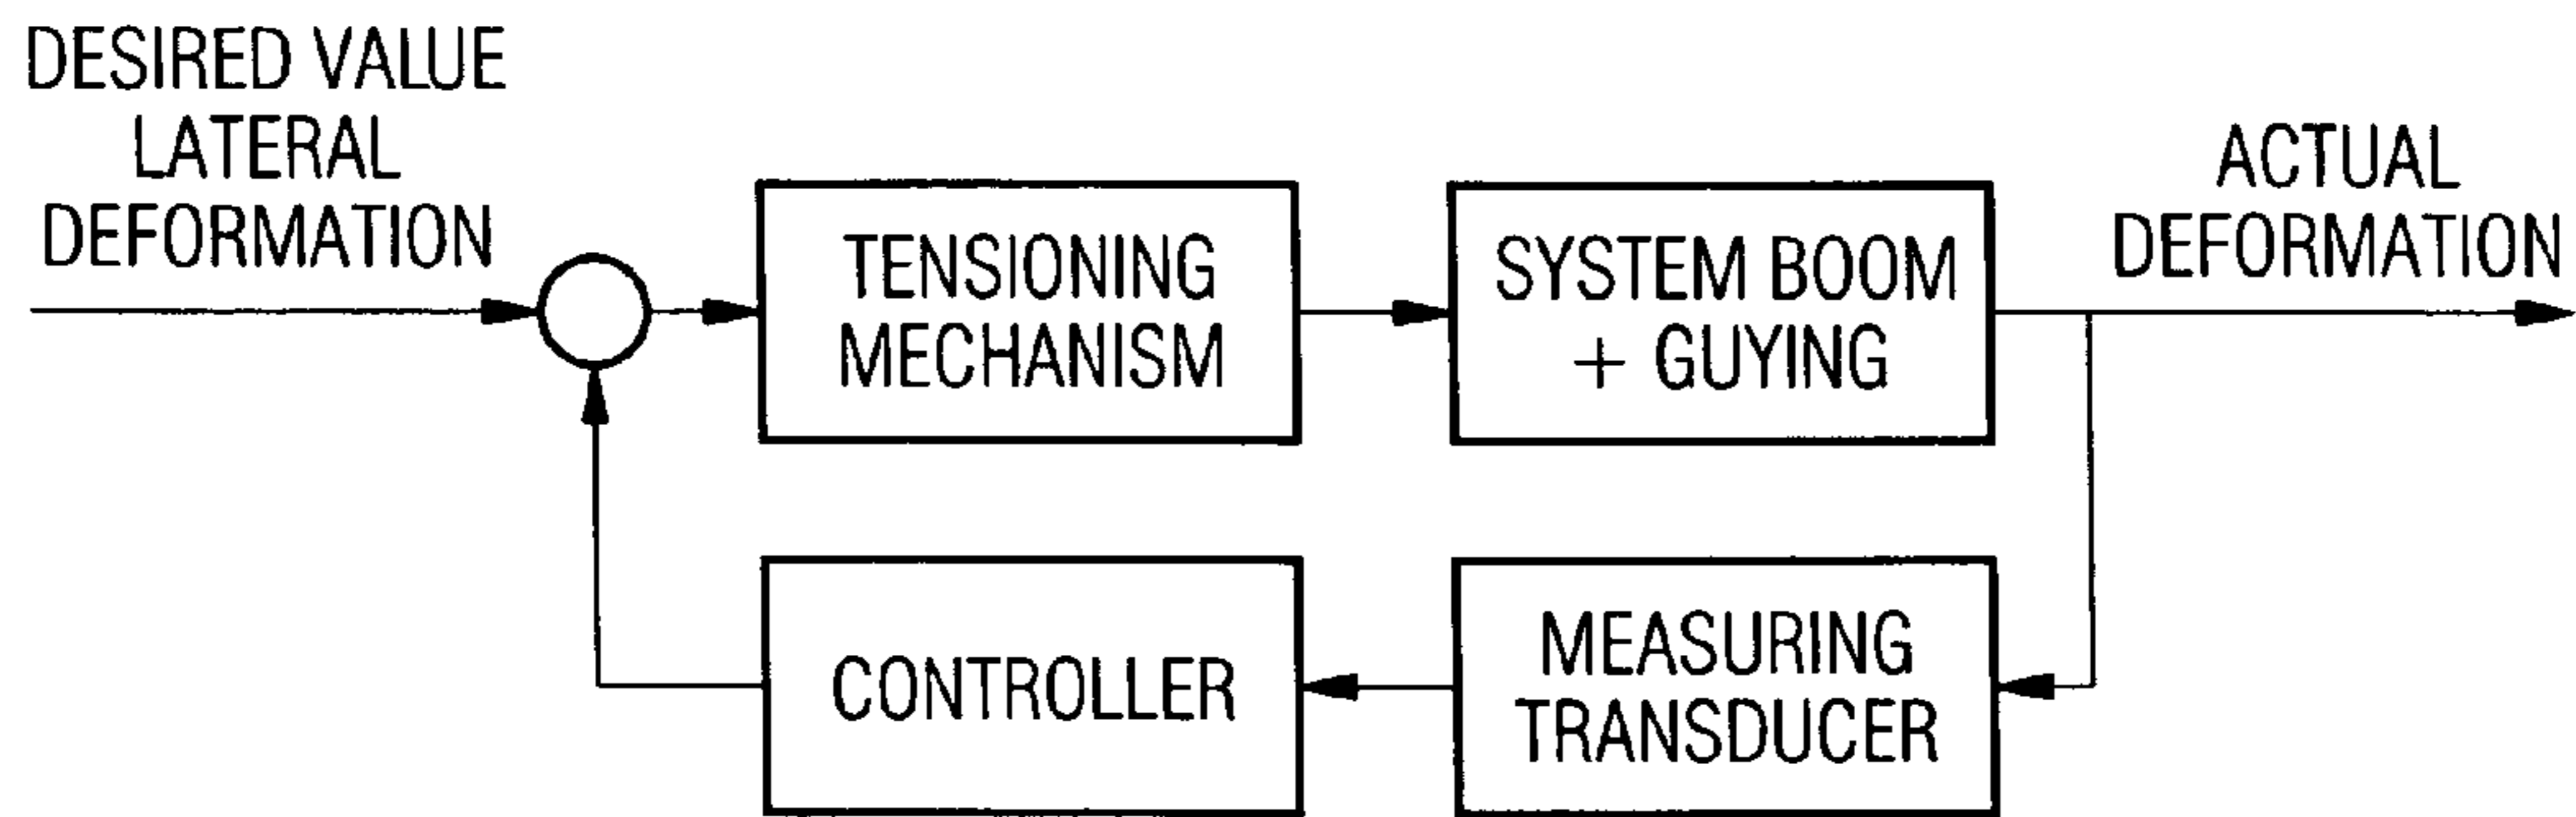 DESIRED VALUE
LATERAL
DEFORMATION
TENSIONING
MECHANISM
SYSTEM BOOM
+ GUYING
ACTUAL
DEFORMATION
CONTROLLER
MEASURING
TRANSDUCER